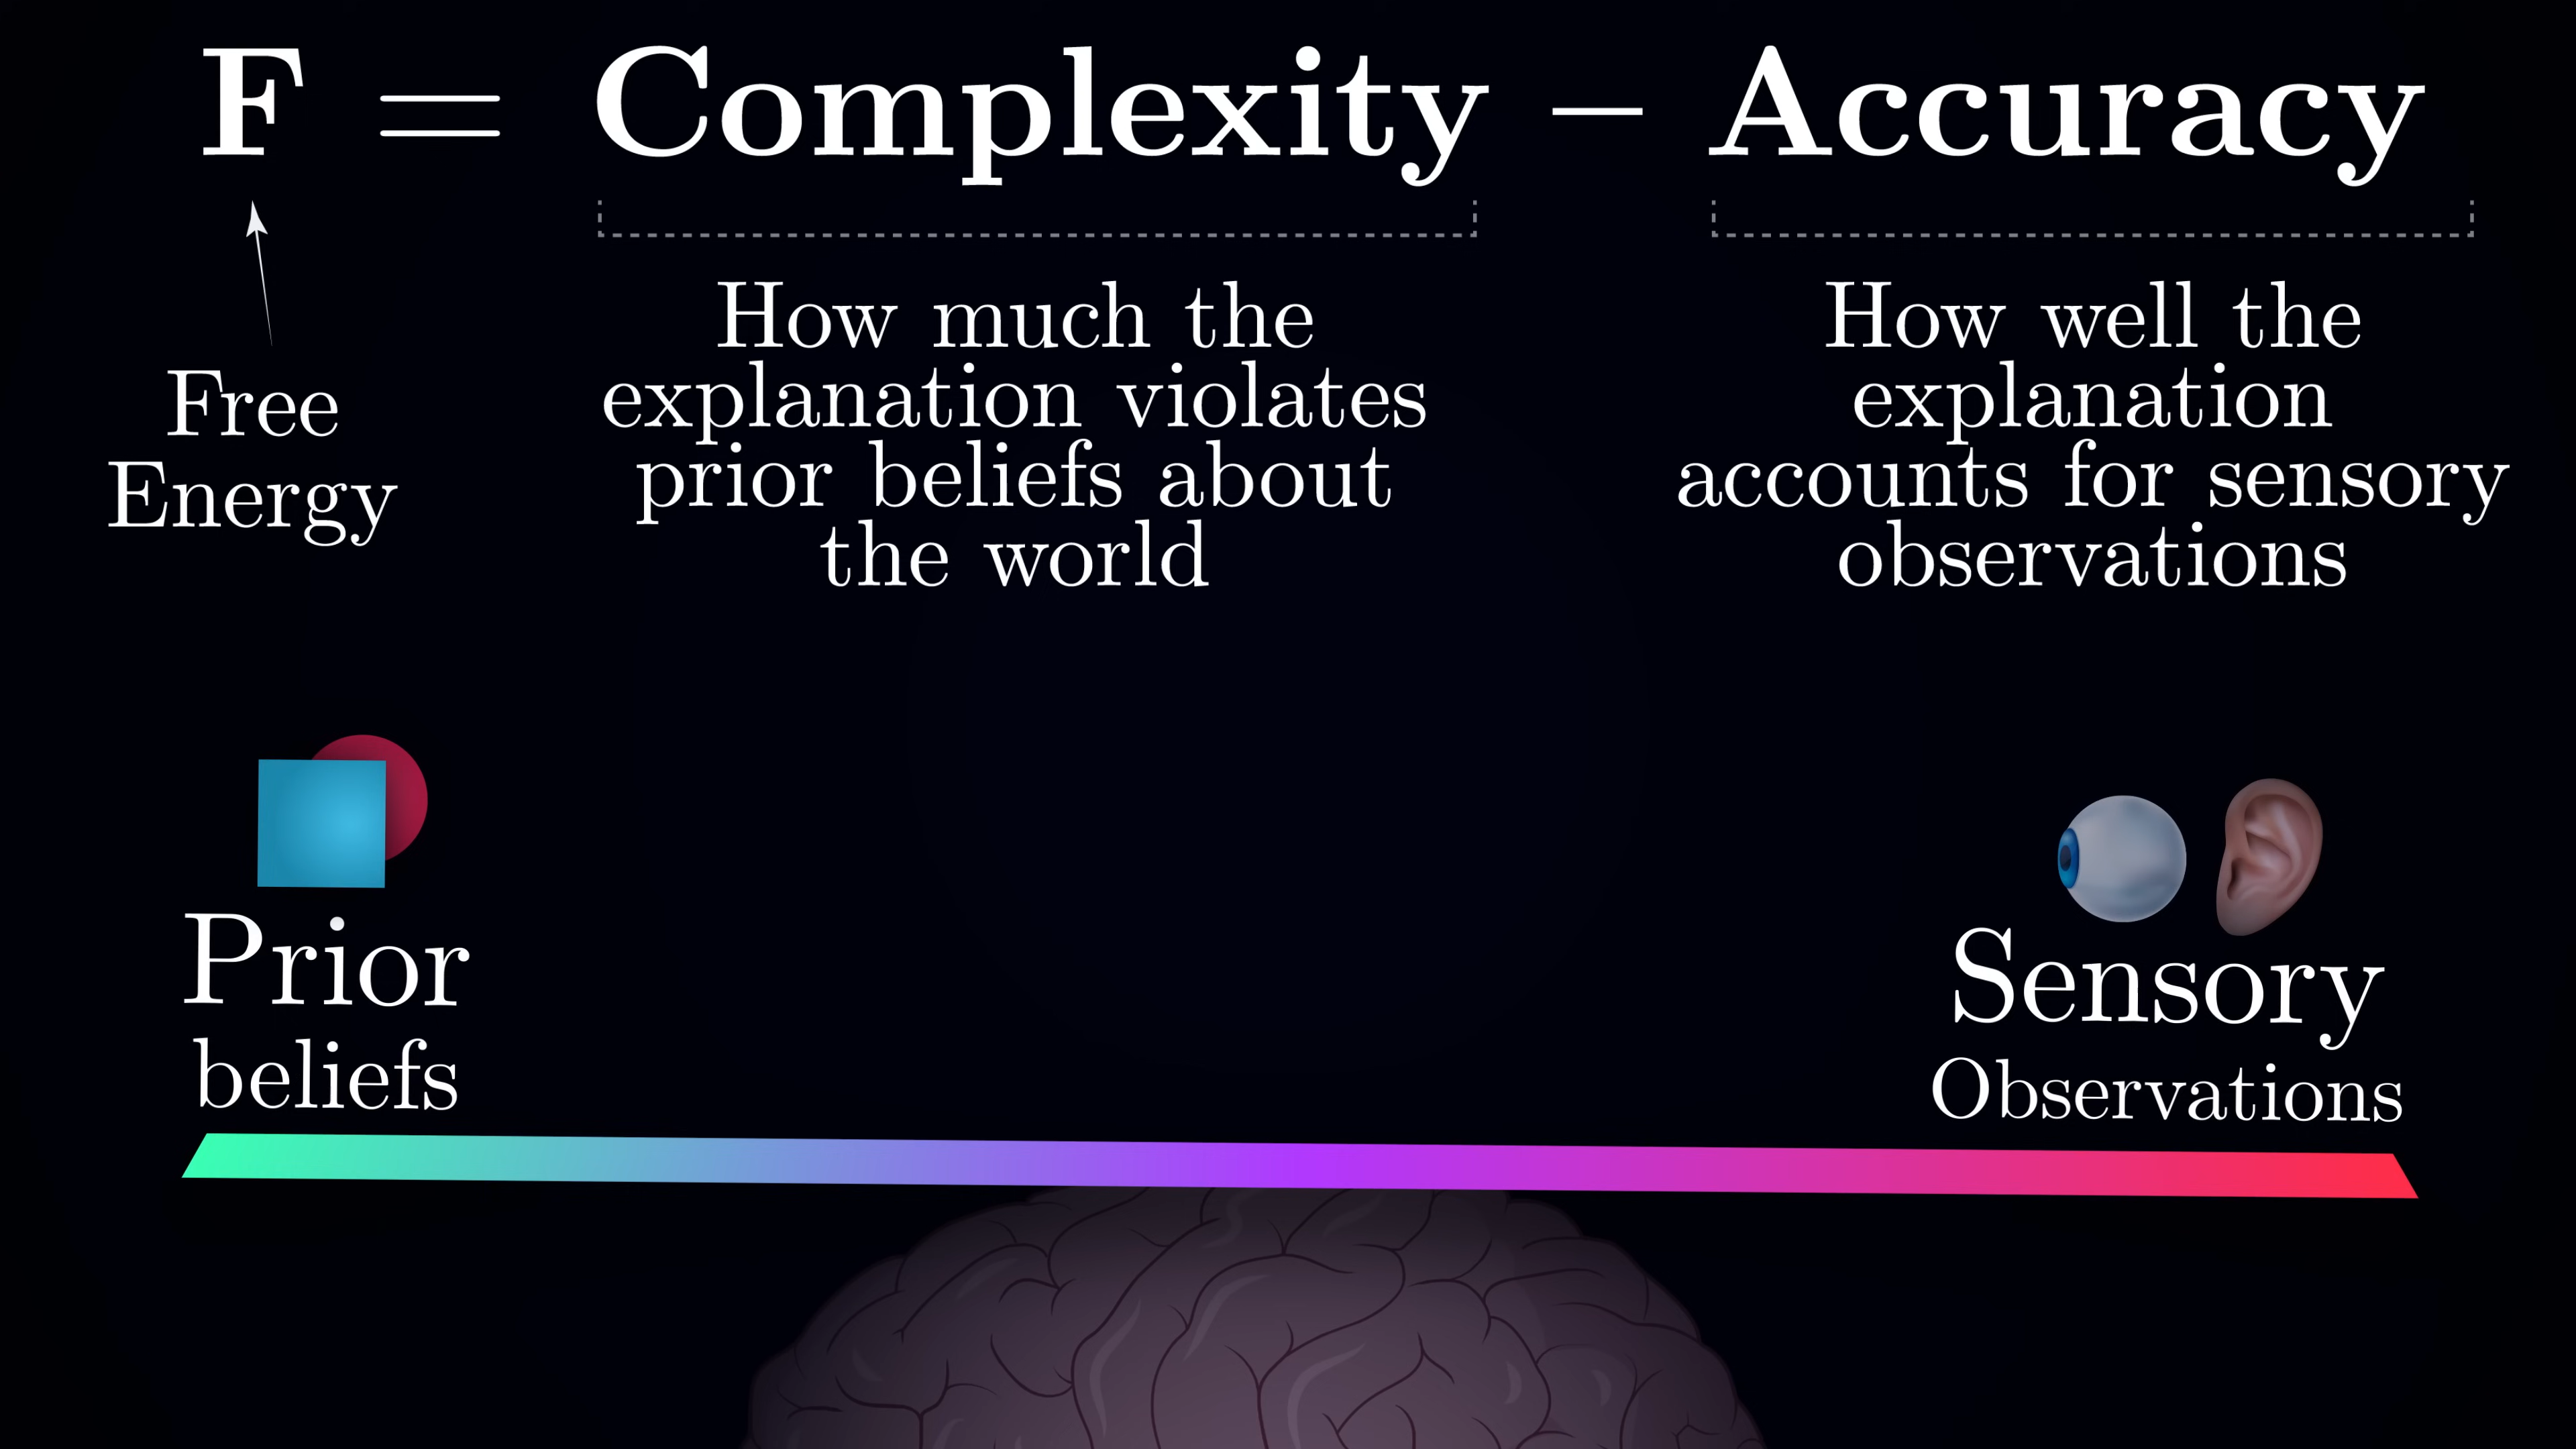 F = Complexity − Accuracy
Free
Energy
How much the
explanation violates
prior beliefs about
the world
How well the
explanation
accounts for sensory
observations
Prior
beliefs
Sensory
Observations